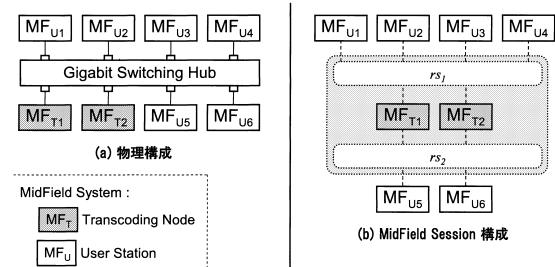 MF_U1 MF_U2 MF_U3 MF_U4
Gigabit Switching Hub
MF_T1 MF_T2 MF_U5 MF_U6
(a) 物理構成
MidField System :
MF_T Transcoding Node
MF_U User Station
MF_U1 MF_U2 MF_U3 MF_U4
rs_1
MF_T1 MF_T2
rs_2
MF_U5 MF_U6
(b) MidField Session 構成